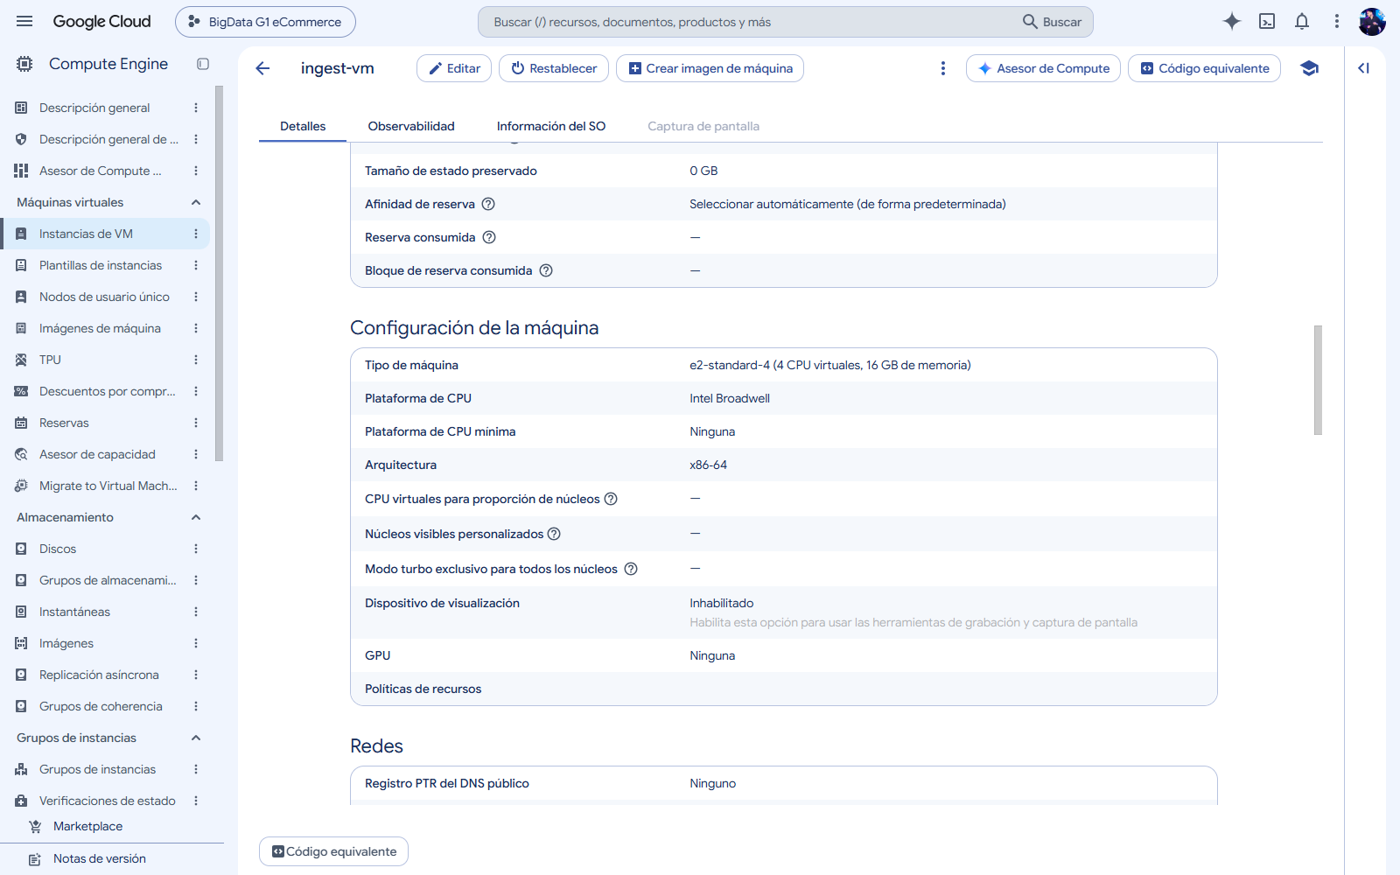 Google Cloud
BigData G1 eCommerce
Buscar (/) recursos, documentos, productos y más
Buscar
Compute Engine
Descripción general
Descripción general de ...
Asesor de Compute ...
Máquinas virtuales
Instancias de VM
Plantillas de instancias
Nodos de usuario único
Imágenes de máquina
TPU
Descuentos por compr...
Reservas
Asesor de capacidad
Migrate to Virtual Mach...
Almacenamiento
Discos
Grupos de almacenami...
Instantáneas
Imágenes
Replicación asíncrona
Grupos de coherencia
Grupos de instancias
Grupos de instancias
Verificaciones de estado
Marketplace
Notas de versión
ingest-vm
Editar
Restablecer
Crear imagen de máquina
Asesor de Compute
Código equivalente
Detalles
Observabilidad
Información del SO
Captura de pantalla
Tamaño de estado preservado
0 GB
Afinidad de reserva
Seleccionar automáticamente (de forma predeterminada)
Reserva consumida
—
Bloque de reserva consumida
—
Configuración de la máquina
Tipo de máquina
e2-standard-4 (4 CPU virtuales, 16 GB de memoria)
Plataforma de CPU
Intel Broadwell
Plataforma de CPU mínima
Ninguna
Arquitectura
x86-64
CPU virtuales para proporción de núcleos
—
Núcleos visibles personalizados
—
Modo turbo exclusivo para todos los núcleos
—
Dispositivo de visualización
Inhabilitado
Habilita esta opción para usar las herramientas de grabación y captura de pantalla
GPU
Ninguna
Políticas de recursos
Redes
Registro PTR del DNS público
Ninguno
Código equivalente